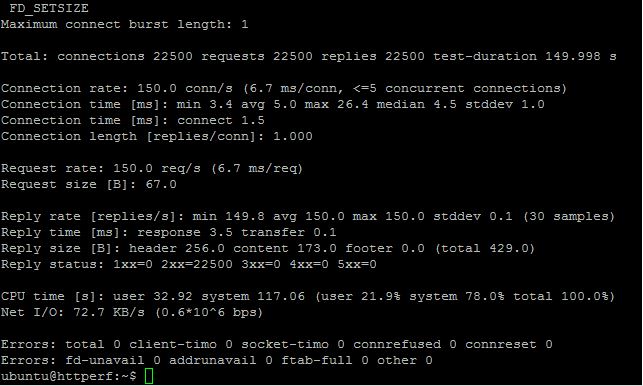 FD_SETSIZE
Maximum connect burst length: 1
Total: connections 22500 requests 22500 replies 22500 test-duration 149.998 s
Connection rate: 150.0 conn/s (6.7 ms/conn, <=5 concurrent connections)
Connection time [ms]: min 3.4 avg 5.0 max 26.4 median 4.5 stddev 1.0
Connection time [ms]: connect 1.5
Connection length [replies/conn]: 1.000
Request rate: 150.0 req/s (6.7 ms/req)
Request size [B]: 67.0
Reply rate [replies/s]: min 149.8 avg 150.0 max 150.0 stddev 0.1 (30 samples)
Reply time [ms]: response 3.5 transfer 0.1
Reply size [B]: header 256.0 content 173.0 footer 0.0 (total 429.0)
Reply status: 1xx=0 2xx=22500 3xx=0 4xx=0 5xx=0
CPU time [s]: user 32.92 system 117.06 (user 21.9% system 78.0% total 100.0%)
Net I/O: 72.7 KB/s (0.6*10^6 bps)
Errors: total 0 client-timo 0 socket-timo 0 connrefused 0 connreset 0
Errors: fd-unavail 0 addrunavail 0 ftab-full 0 other 0
ubuntu@httperf:~$